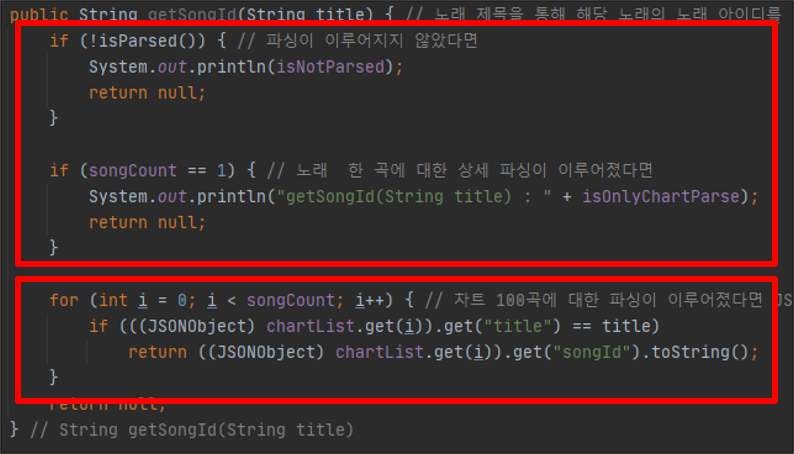 public String getSongId(String title) { // 노래 제목을 통해 해당 노래의 노래 아이디를
if (!isParsed()) { // 파싱이 이루어지지 않았다면
System.out.println(isNotParsed);
return null;
}
if (songCount == 1) { // 노래  한 곡에 대한 상세 파싱이 이루어졌다면
System.out.println("getSongId(String title) : " + isOnlyChartParse);
return null;
}
for (int i = 0; i < songCount; i++) { // 차트 100곡에 대한 파싱이 이루어졌다면 JS
if (((JSONObject) chartList.get(i)).get("title") == title)
return ((JSONObject) chartList.get(i)).get("songId").toString();
}
return null;
} // String getSongId(String title)